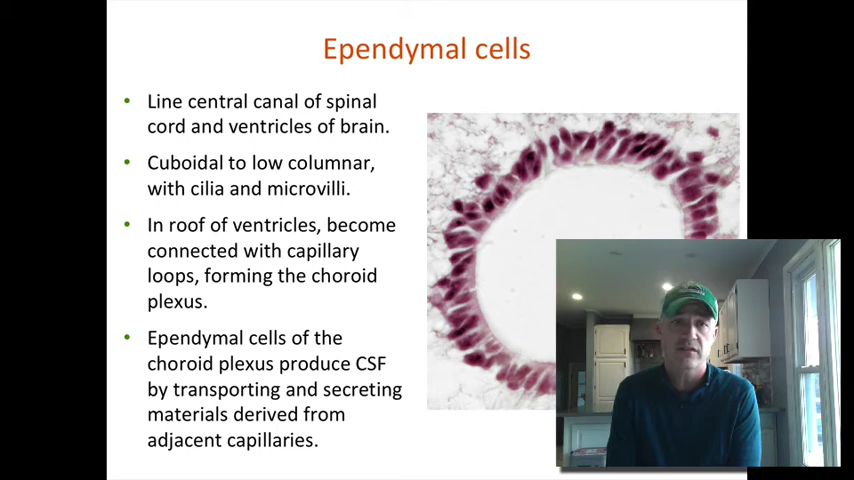 Ependymal cells
• Line central canal of spinal
cord and ventricles of brain.
• Cuboidal to low columnar,
with cilia and microvilli.
• In roof of ventricles, become
connected with capillary
loops, forming the choroid
plexus.
• Ependymal cells of the
choroid plexus produce CSF
by transporting and secreting
materials derived from
adjacent capillaries.